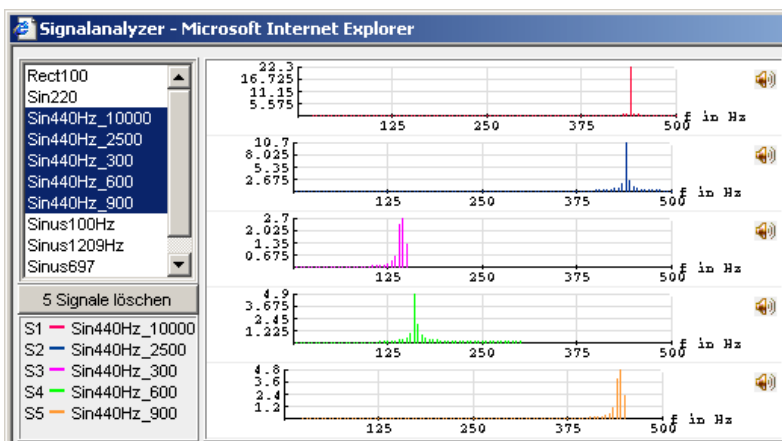 Signalanalyzer - Microsoft Internet Explorer
Rect100
Sin220
Sin440Hz_10000
Sin440Hz_2500
Sin440Hz_300
Sin440Hz_600
Sin440Hz_900
Sinus100Hz
Sinus1209Hz
Sinus697
5 Signale löschen
S1 Sin440Hz_10000
S2 Sin440Hz_2500
S3 Sin440Hz_300
S4 Sin440Hz_600
S5 Sin440Hz_900
22.3
16.725
11.15
5.575
125 250 375 500 f in Hz
10.7
8.025
5.35
2.675
125 250 375 500 f in Hz
2.7
2.025
1.35
0.675
125 250 375 500 f in Hz
4.9
3.675
2.45
1.225
125 250 375 500 f in Hz
4.8
3.6
2.4
1.2
125 250 375 500 f in Hz